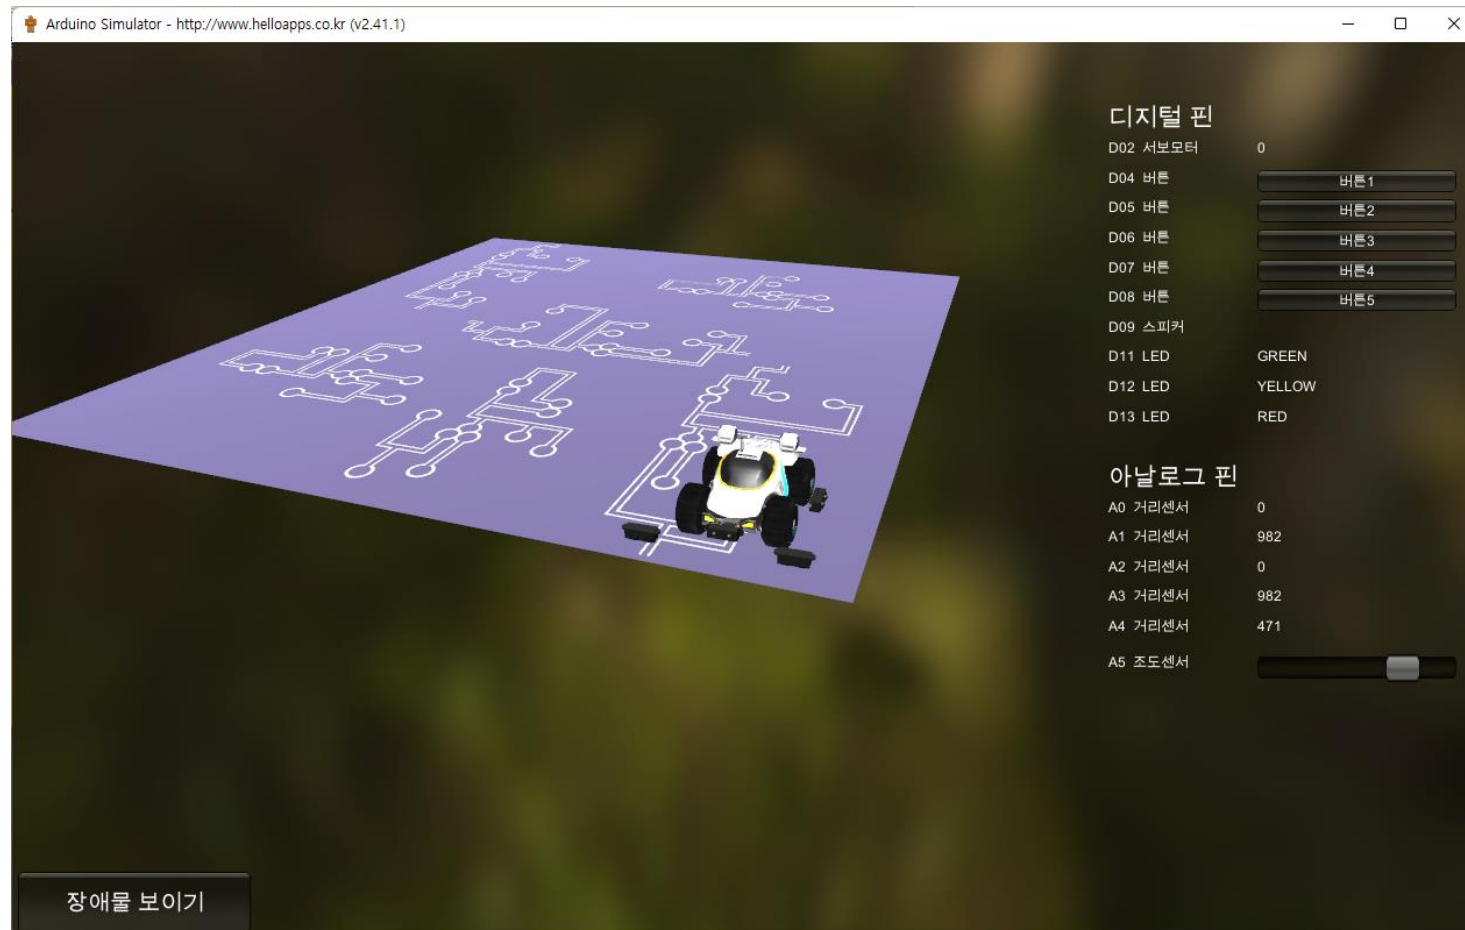 Arduino Simulator - http://www.helloapps.co.kr (v2.41.1)
디지털 핀
D02 서보모터 0
D04 버튼 버튼1
D05 버튼 버튼2
D06 버튼 버튼3
D07 버튼 버튼4
D08 버튼 버튼5
D09 스피커
D11 LED GREEN
D12 LED YELLOW
D13 LED RED
아날로그 핀
A0 거리센서 0
A1 거리센서 982
A2 거리센서 0
A3 거리센서 982
A4 거리센서 471
A5 조도센서
장애물 보이기